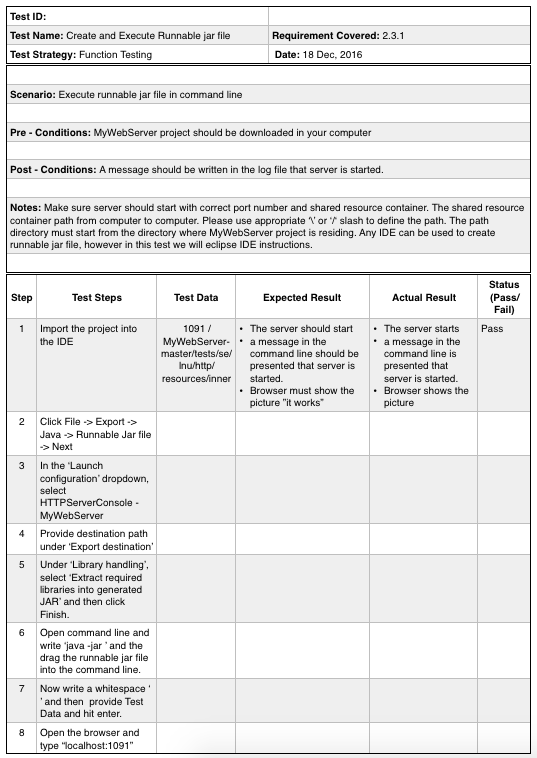 Test ID:
Test Name: Create and Execute Runnable jar file
Requirement Covered: 2.3.1
Test Strategy: Function Testing
Date: 18 Dec, 2016
Scenario: Execute runnable jar file in command line
Pre - Conditions: MyWebServer project should be downloaded in your computer
Post - Conditions: A message should be written in the log file that server is started.
Notes: Make sure server should start with correct port number and shared resource container. The shared
resource container path from computer to computer. Please use appropriate '\' or '/' slash to define the path. The path
directory must start from the directory where MyWebServer project is residing. Any IDE can be used to create
runnable jar file, however in this test we will eclipse IDE instructions.
Step
Test Steps
Test Data
Expected Result
Actual Result
Status
(Pass/
Fail)
1
Import the project into
the IDE
1091 /
MyWebServer-
master/tests/se/
lnu/http/
resources/inner
• The server should start
• a message in the
command line should be
presented that server is
started.
• Browser must show the
picture "it works"
• The server starts
• a message in the
command line is
presented that
server is started.
• Browser shows the
picture
Pass
2
Click File -> Export ->
Java -> Runnable Jar file
-> Next
3
In the 'Launch
configuration' dropdown,
select
HTTPServerConsole -
MyWebServer
4
Provide destination path
under 'Export destination'
5
Under 'Library handling',
select 'Extract required
libraries into generated
JAR' and then click
Finish.
6
Open command line and
write 'java -jar ' and the
drag the runnable jar file
into the command line.
7
Now write a whitespace '
' and then  provide Test
Data and hit enter.
8
Open the browser and
type "localhost:1091"